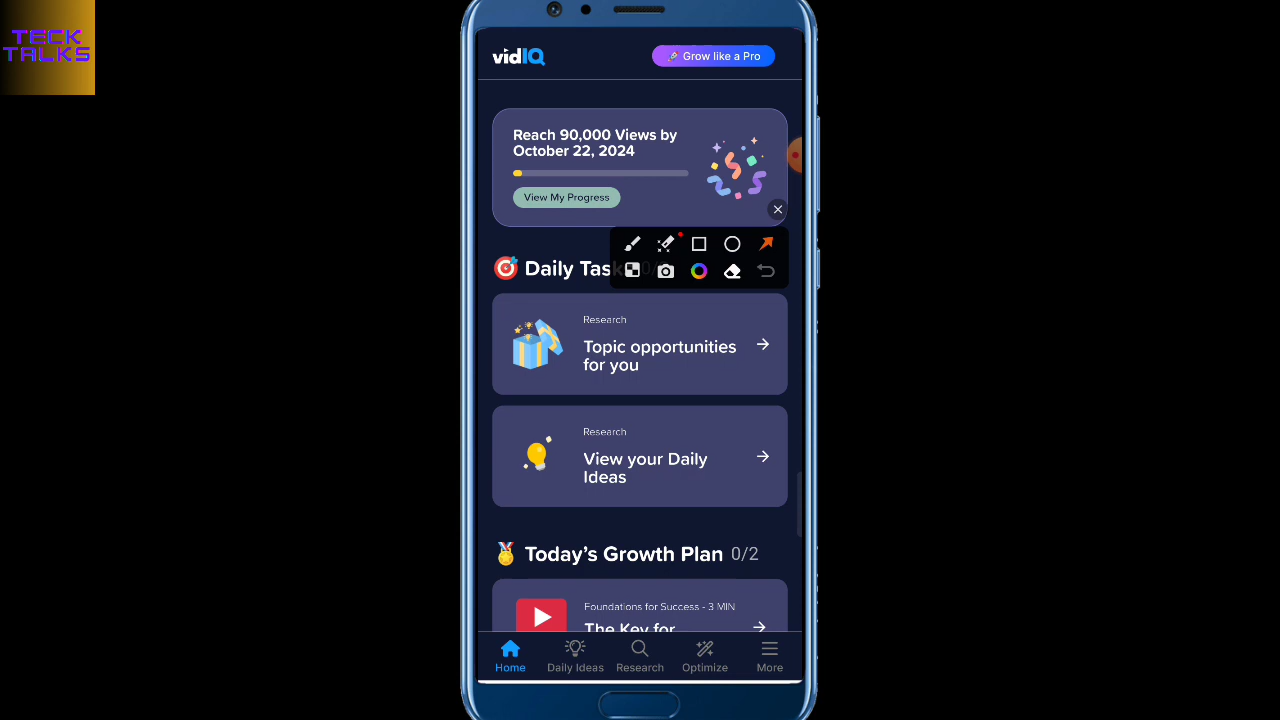 TECK
TALKS
vidIQ
Grow like a Pro
Reach 90,000 Views by
October 22, 2024
View My Progress
Daily Tas
Research
Topic opportunities
for you
Research
View your Daily
Ideas
Today's Growth Plan 0/2
Foundations for Success - 3 MIN
The Key for
Home
Daily Ideas
Research
Optimize
More